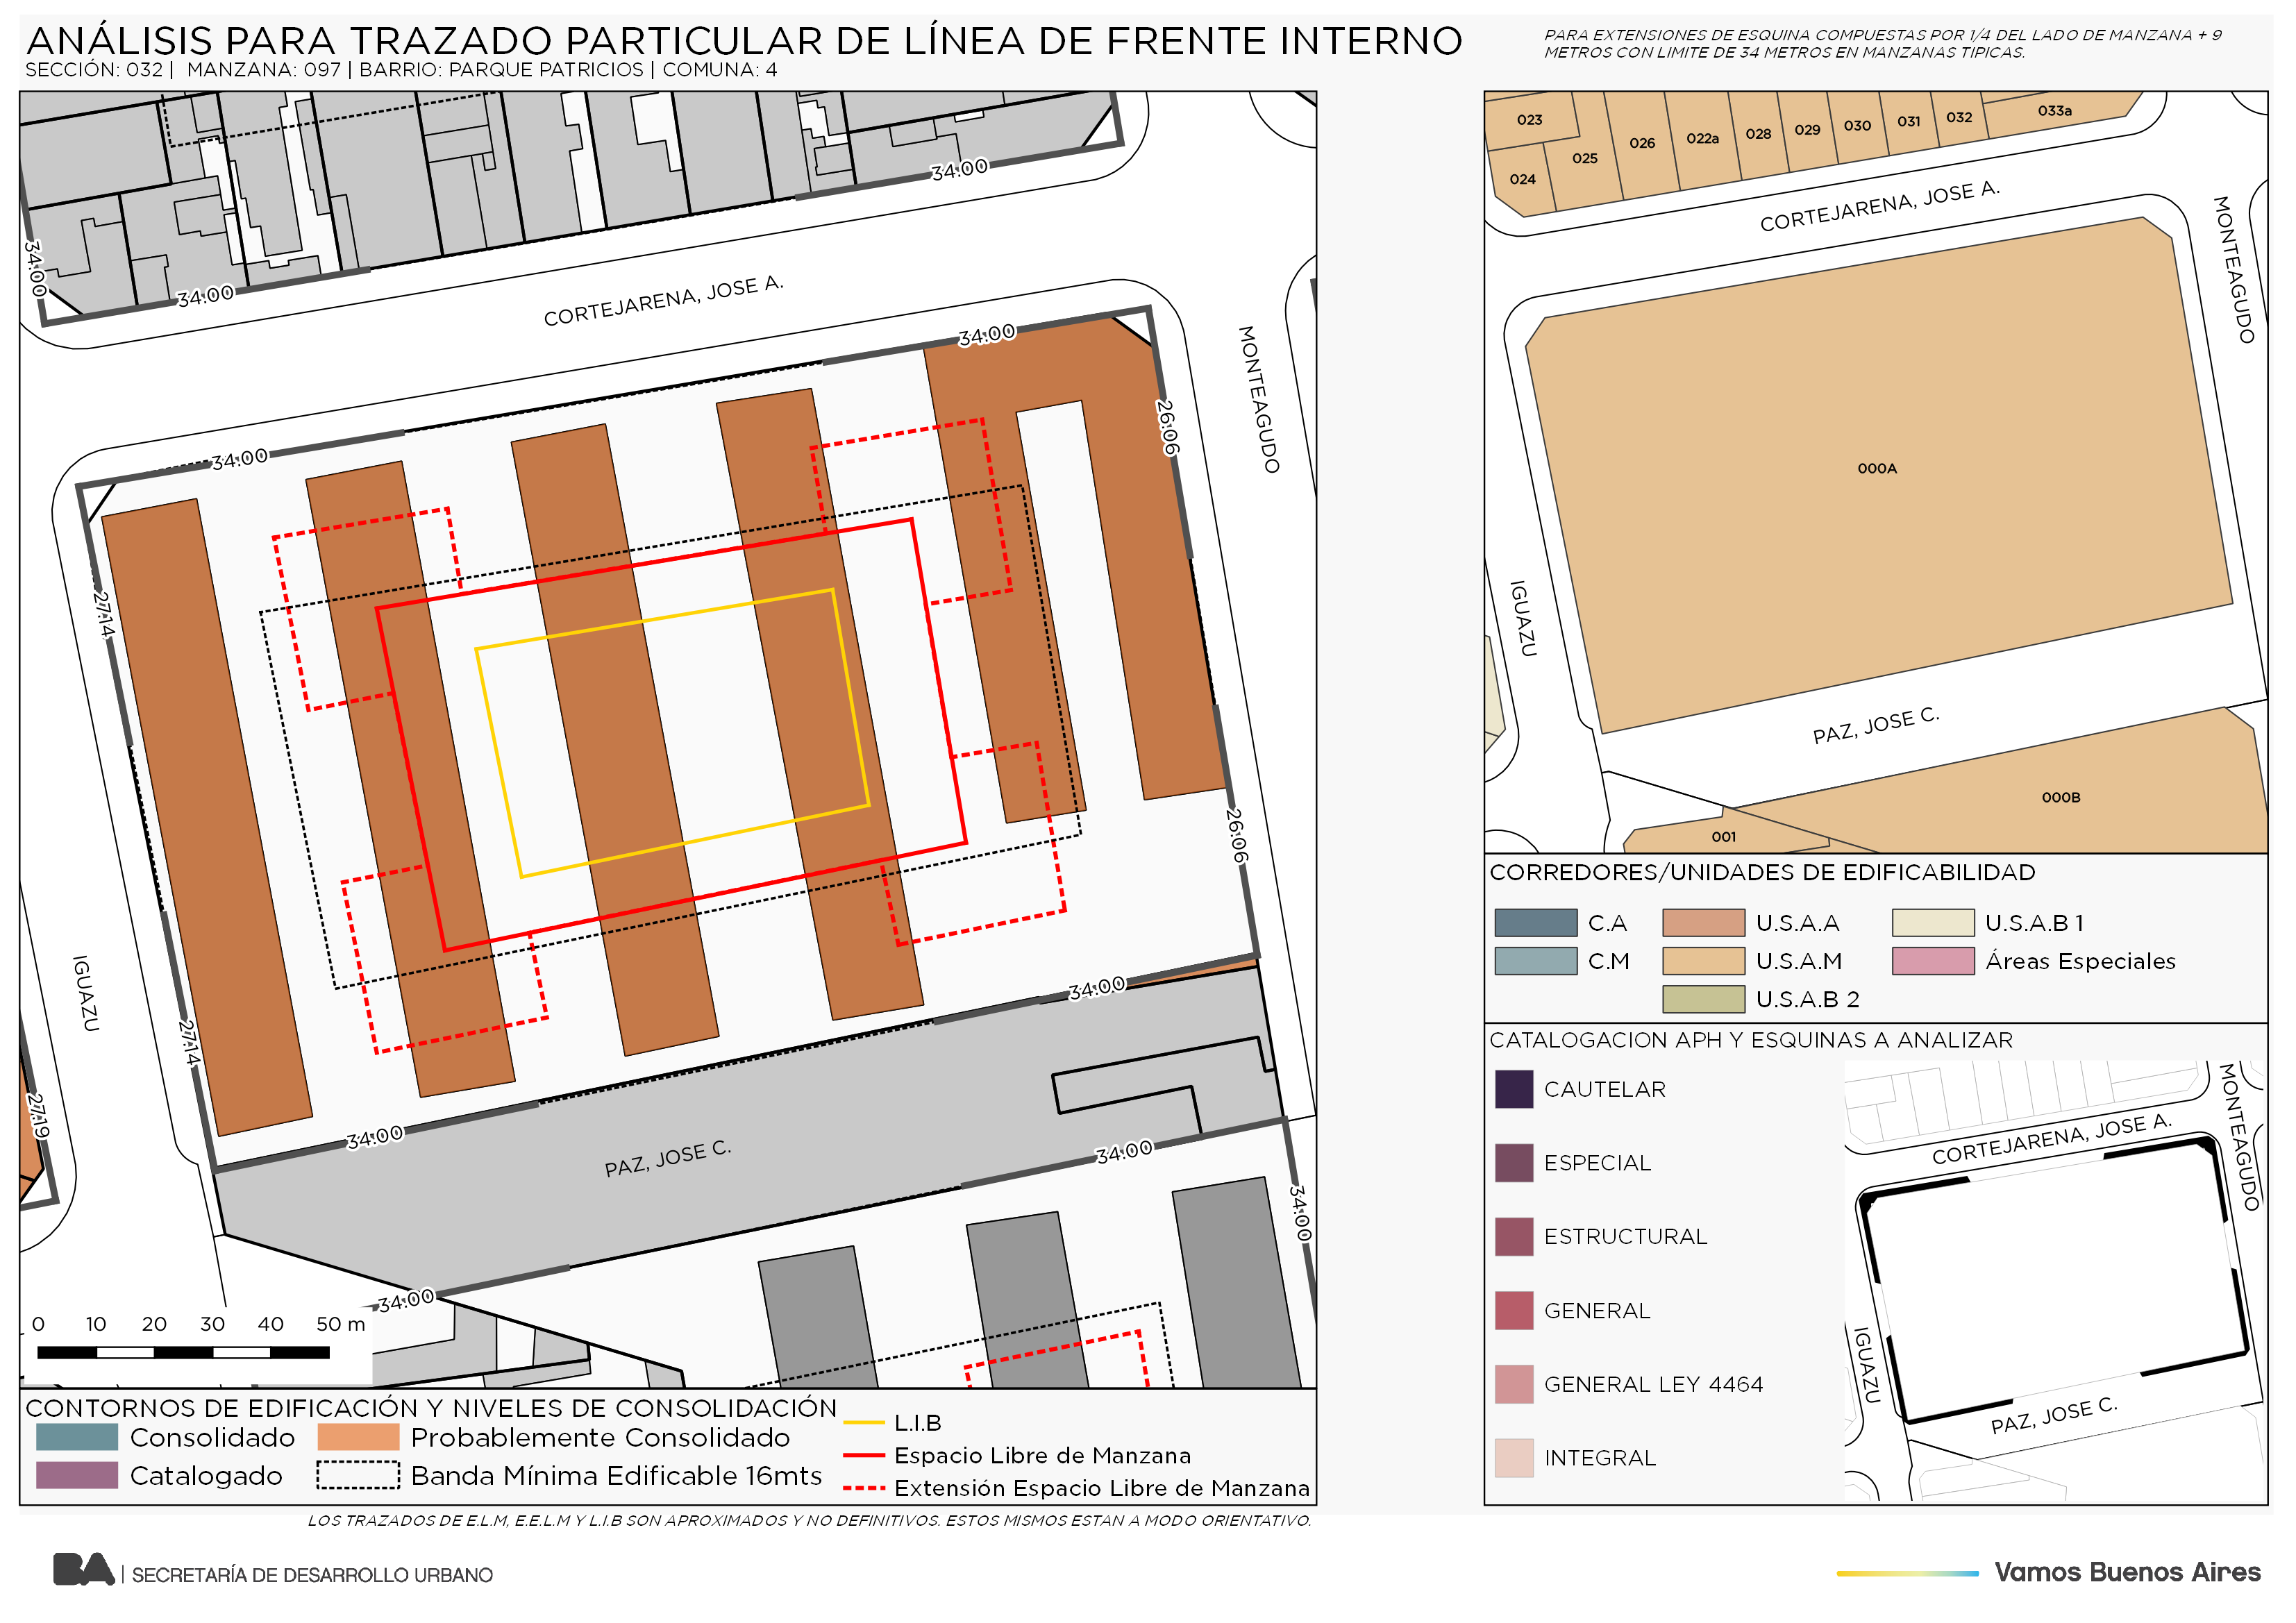 ANÁLISIS PARA TRAZADO PARTICULAR DE LÍNEA DE FRENTE INTERNO
SECCIÓN: 032 | MANZANA: 097 | BARRIO: PARQUE PATRICIOS | COMUNA: 4
PARA EXTENSIONES DE ESQUINA COMPUESTAS POR 1/4 DEL LADO DE MANZANA + 9
METROS CON LIMITE DE 34 METROS EN MANZANAS TIPICAS.
34:00
34:00
34:00
CORTEJARENA, JOSE A.
34:00
34:00
MONTEAGUDO
26:06
27:14
26:06
IGUAZU
27:14
34:00
34:00
27:19
PAZ, JOSE C.
34:00
34:00
34:00
0 10 20 30 40 50 m
CONTORNOS DE EDIFICACIÓN Y NIVELES DE CONSOLIDACIÓN
Consolidado
Probablemente Consolidado
Catalogado
Banda Mínima Edificable 16mts
L.I.B
Espacio Libre de Manzana
Extensión Espacio Libre de Manzana
LOS TRAZADOS DE E.L.M, E.E.L.M Y L.I.B SON APROXIMADOS Y NO DEFINITIVOS. ESTOS MISMOS ESTAN A MODO ORIENTATIVO.
023
024
025
026
022a
028
029
030
031
032
033a
CORTEJARENA, JOSE A.
MONTEAGUDO
000A
IGUAZU
PAZ, JOSE C.
000B
001
CORREDORES/UNIDADES DE EDIFICABILIDAD
C.A
U.S.A.A
U.S.A.B 1
C.M
U.S.A.M
Áreas Especiales
U.S.A.B 2
CATALOGACION APH Y ESQUINAS A ANALIZAR
CAUTELAR
ESPECIAL
ESTRUCTURAL
GENERAL
GENERAL LEY 4464
INTEGRAL
CORTEJARENA, JOSE A.
MONTEAGUDO
IGUAZU
PAZ, JOSE C.
BA | SECRETARÍA DE DESARROLLO URBANO
Vamos Buenos Aires